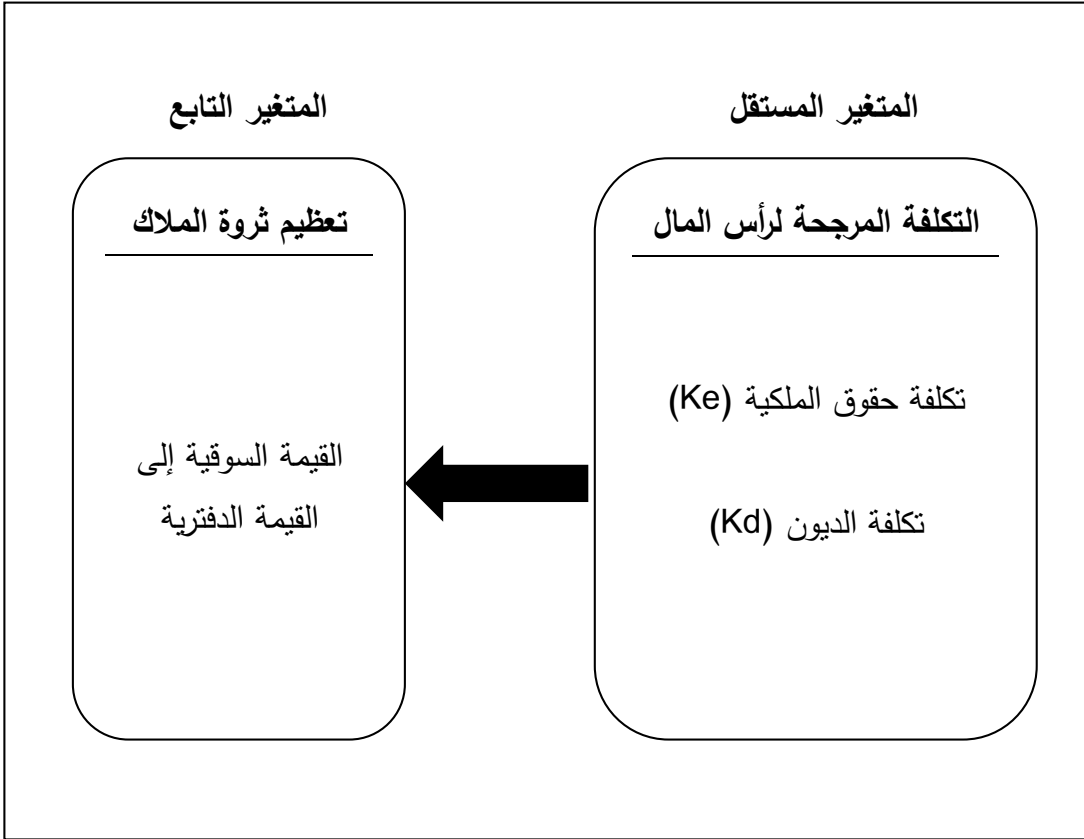 المتغير المستقل
المتغير التابع
التكلفة المرجحة لرأس المال
تكلفة حقوق الملكية (Ke)
تكلفة الديون (Kd)
تعظيم ثروة الملاك
القيمة السوقية إلى
القيمة الدفترية